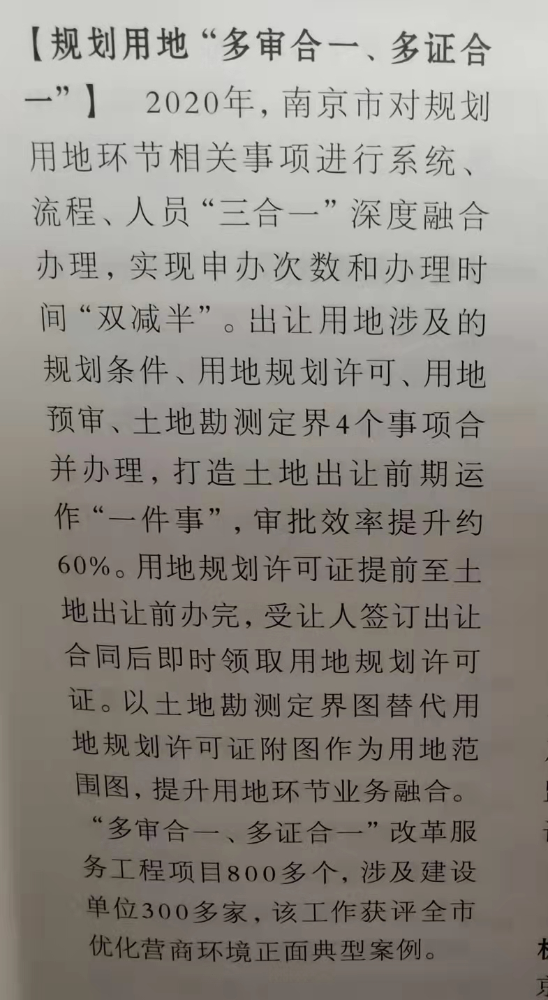 【规划用地“多审合一、多证合
一”】 2020年，南京市对规划
用地环节相关事项进行系统、
流程、人员“三合一”深度融合
办理，实现申办次数和办理时
间“双减半”。出让用地涉及的
规划条件、用地规划许可、用地
预审、土地勘测定界4个事项合
并办理，打造土地出让前期运
作“一件事”，审批效率提升约
60%。用地规划许可证提前至土
地出让前办完，受让人签订出让
合同后即时领取用地规划许可
证。以土地勘测定界图替代用
地规划许可证附图作为用地范
围图，提升用地环节业务融合。
“多审合一、多证合一”改革服
务工程项目800多个，涉及建设
单位300多家，该工作获评全市
优化营商环境正面典型案例。
京